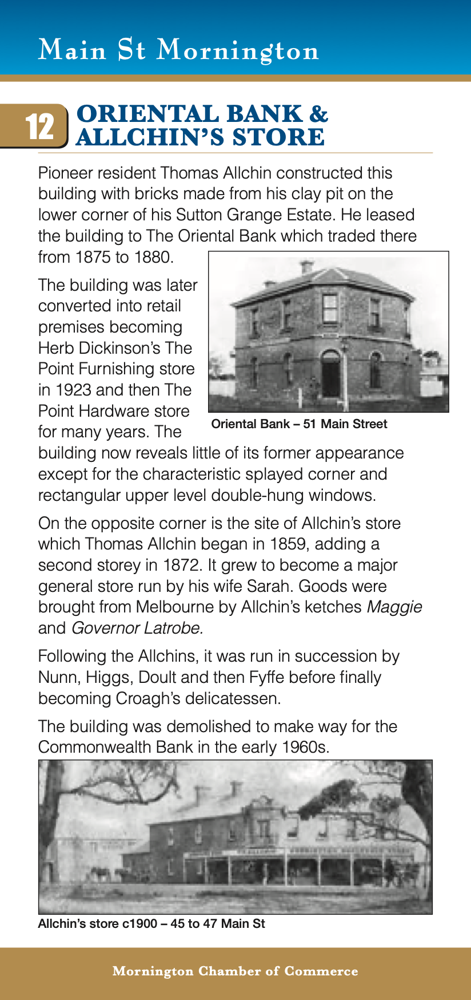 Main St Mornington
12
ORIENTAL BANK &
ALLCHIN’S STORE
Pioneer resident Thomas Allchin constructed this
building with bricks made from his clay pit on the
lower corner of his Sutton Grange Estate. He leased
the building to The Oriental Bank which traded there
from 1875 to 1880.
The building was later
converted into retail
premises becoming
Herb Dickinson’s The
Point Furnishing store
in 1923 and then The
Point Hardware store
for many years. The
building now reveals little of its former appearance
except for the characteristic splayed corner and
rectangular upper level double-hung windows.
Oriental Bank – 51 Main Street
On the opposite corner is the site of Allchin’s store
which Thomas Allchin began in 1859, adding a
second storey in 1872. It grew to become a major
general store run by his wife Sarah. Goods were
brought from Melbourne by Allchin’s ketches Maggie
and Governor Latrobe.
Following the Allchins, it was run in succession by
Nunn, Higgs, Doult and then Fyffe before finally
becoming Croagh’s delicatessen.
The building was demolished to make way for the
Commonwealth Bank in the early 1960s.
Allchin’s store c1900 – 45 to 47 Main St
Mornington Chamber of Commerce